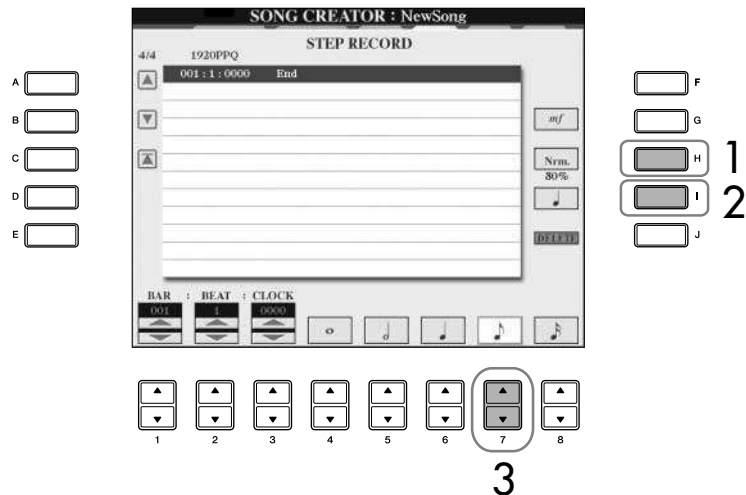 SONG CREATOR : NewSong
STEP RECORD
4/4 1920PPQ
001 : 1 : 0000 End
A
B
C
D
E
mf
Nrm.
80%
DELETE
F
G
H 1
I 2
J
BAR : BEAT : CLOCK
001 1 0000
1 2 3 4 5 6 7 8
3